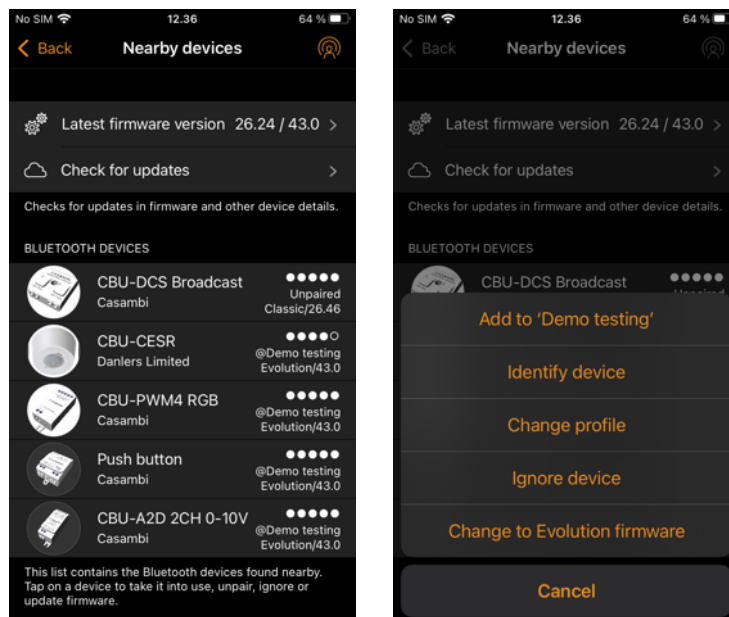 No SIM 12.36 64 %
Back Nearby devices
Latest firmware version 26.24 / 43.0
Check for updates
Checks for updates in firmware and other device details.
BLUETOOTH DEVICES
CBU-DCS Broadcast
Casambi
Unpaired
Classic/26.46
CBU-CESR
Danlers Limited
@Demo testing
Evolution/43.0
CBU-PWM4 RGB
Casambi
@Demo testing
Evolution/43.0
Push button
Casambi
@Demo testing
Evolution/43.0
CBU-A2D 2CH 0-10V
Casambi
@Demo testing
Evolution/43.0
This list contains the Bluetooth devices found nearby.
Tap on a device to take it into use, unpair, ignore or
update firmware.
No SIM 12.36 64 %
Back Nearby devices
Latest firmware version 26.24 / 43.0
Check for updates
Checks for updates in firmware and other device details.
BLUETOOTH DEVICES
CBU-DCS Broadcast
Add to ‘Demo testing’
Identify device
Change profile
Ignore device
Change to Evolution firmware
Cancel